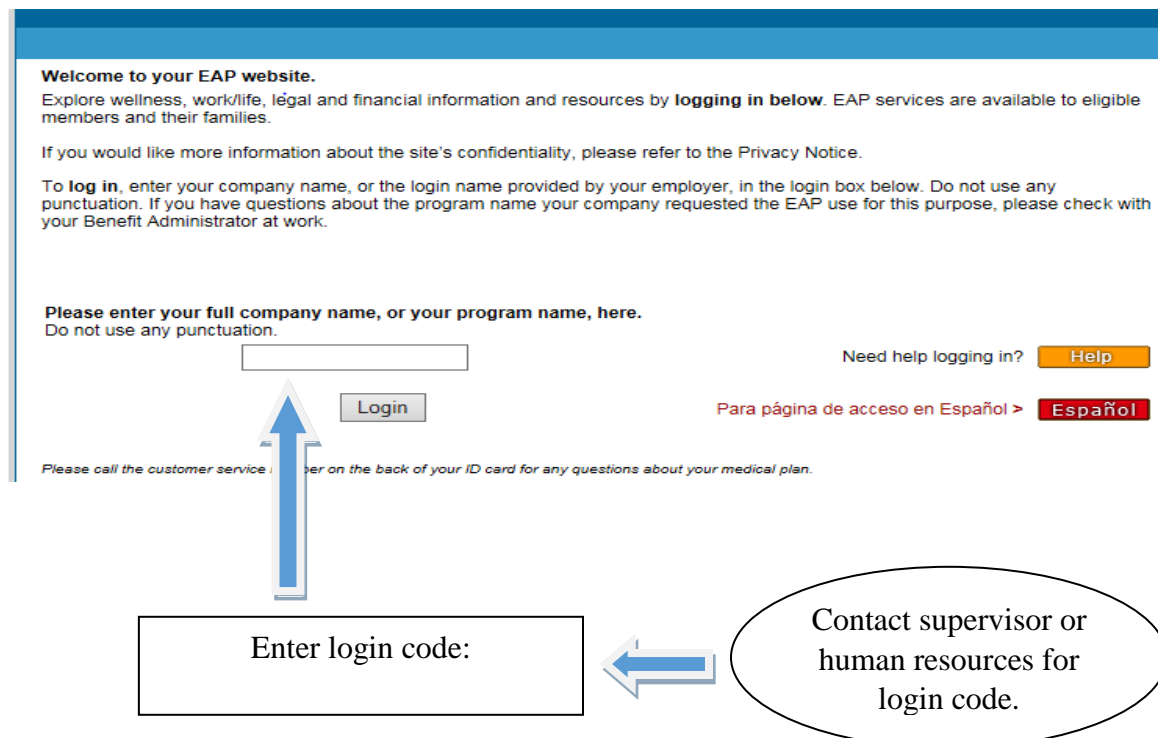 Welcome to your EAP website.
Explore wellness, work/life, legal and financial information and resources by logging in below. EAP services are available to eligible
members and their families.
If you would like more information about the site's confidentiality, please refer to the Privacy Notice.
To log in, enter your company name, or the login name provided by your employer, in the login box below. Do not use any
punctuation. If you have questions about the program name your company requested the EAP use for this purpose, please check with
your Benefit Administrator at work.
Please enter your full company name, or your program name, here.
Do not use any punctuation.
Need help logging in? Help
Login
Para página de acceso en Español > Español
Please call the customer service on the back of your ID card for any questions about your medical plan.
Enter login code:
Contact supervisor or
human resources for
login code.